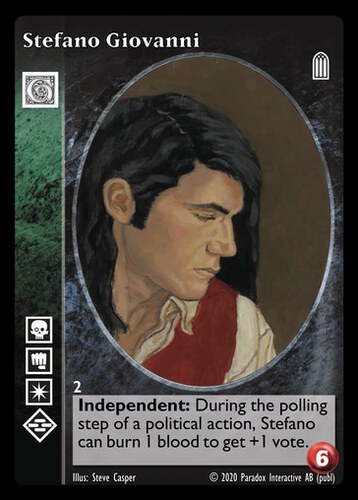 Stefano Giovanni
2
Independent: During the polling
step of a political action, Stefano
can burn 1 blood to get +1 vote.
6
Illus: Steve Casper © 2020 Paradox Interactive AB (publ)